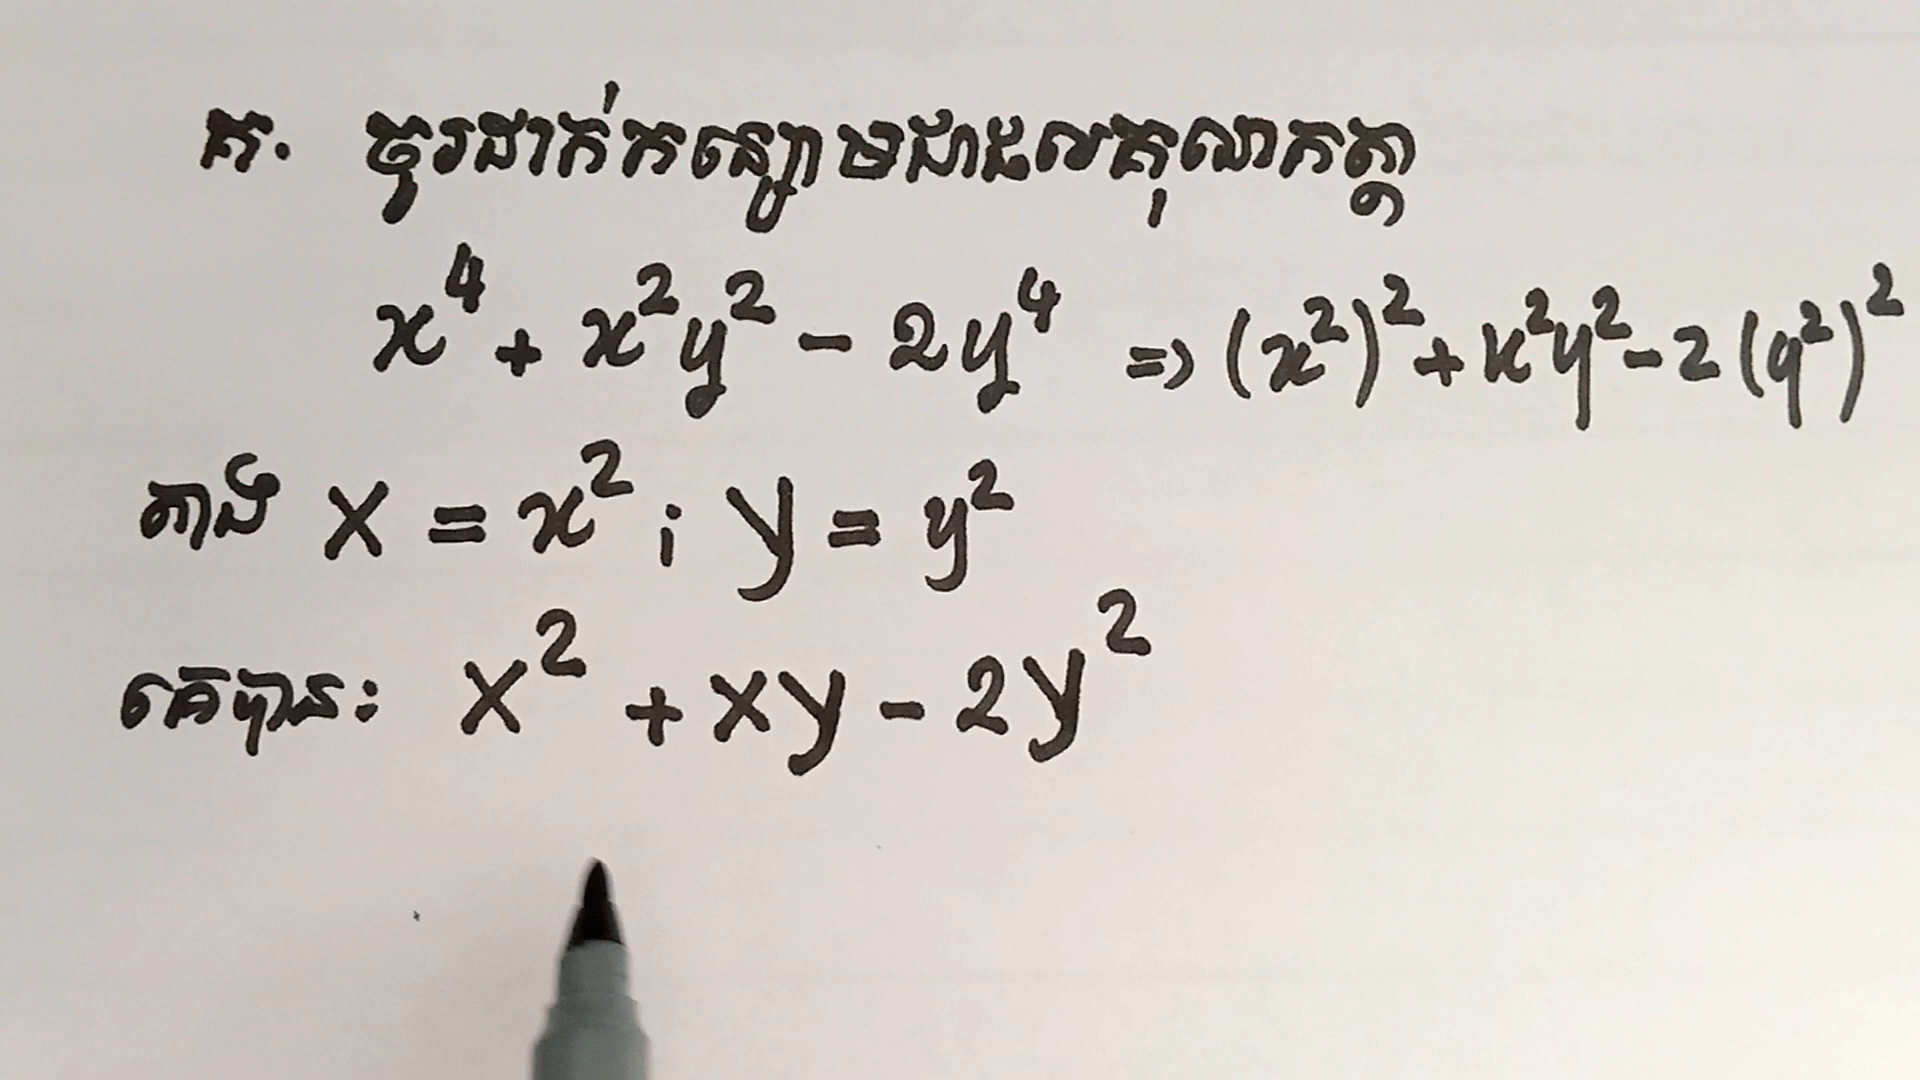 គ. ចូរដាក់កន្សោមជាផលគុណកត្តា
x⁴ + x²y² - 2y⁴ => (x²)² + x²y² - 2(y²)²
តាង X = x² ; Y = y²
គេបាន: X² + XY - 2Y²